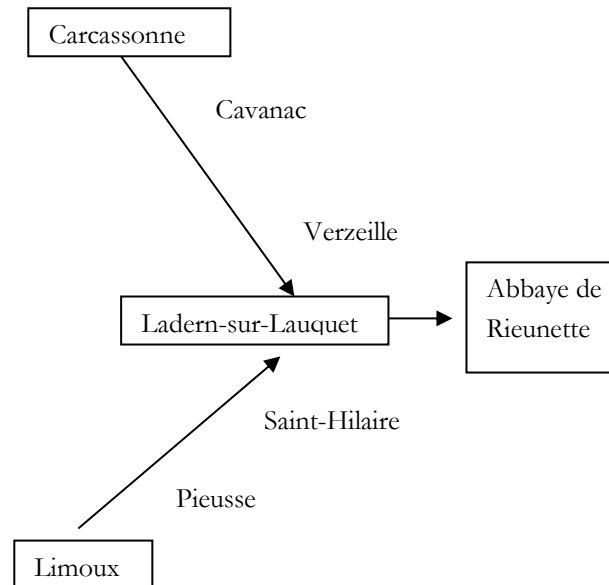 Carcassonne
Cavanac
Verzeille
Abbaye de
Rieunette
Ladern-sur-Lauquet
Saint-Hilaire
Pieusse
Limoux